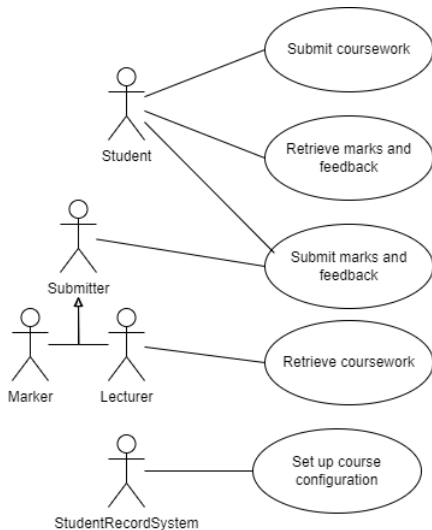 Submit coursework
Student
Retrieve marks and
feedback
Submitter
Submit marks and
feedback
Marker
Lecturer
Retrieve coursework
StudentRecordSystem
Set up course
configuration